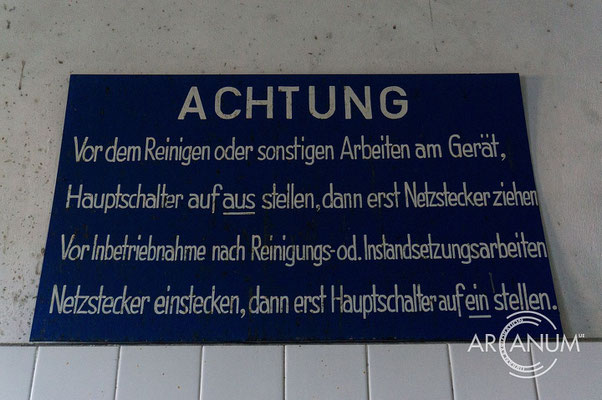 ACHTUNG
Vor dem Reinigen oder sonstigen Arbeiten am Gerät,
Hauptschalter auf aus stellen, dann erst Netzstecker ziehen
Vor Inbetriebnahme nach Reinigungs-od. Instandsetzungsarbeiten
Netzstecker einstecken, dann erst Hauptschalter auf ein stellen.
ARCANUM